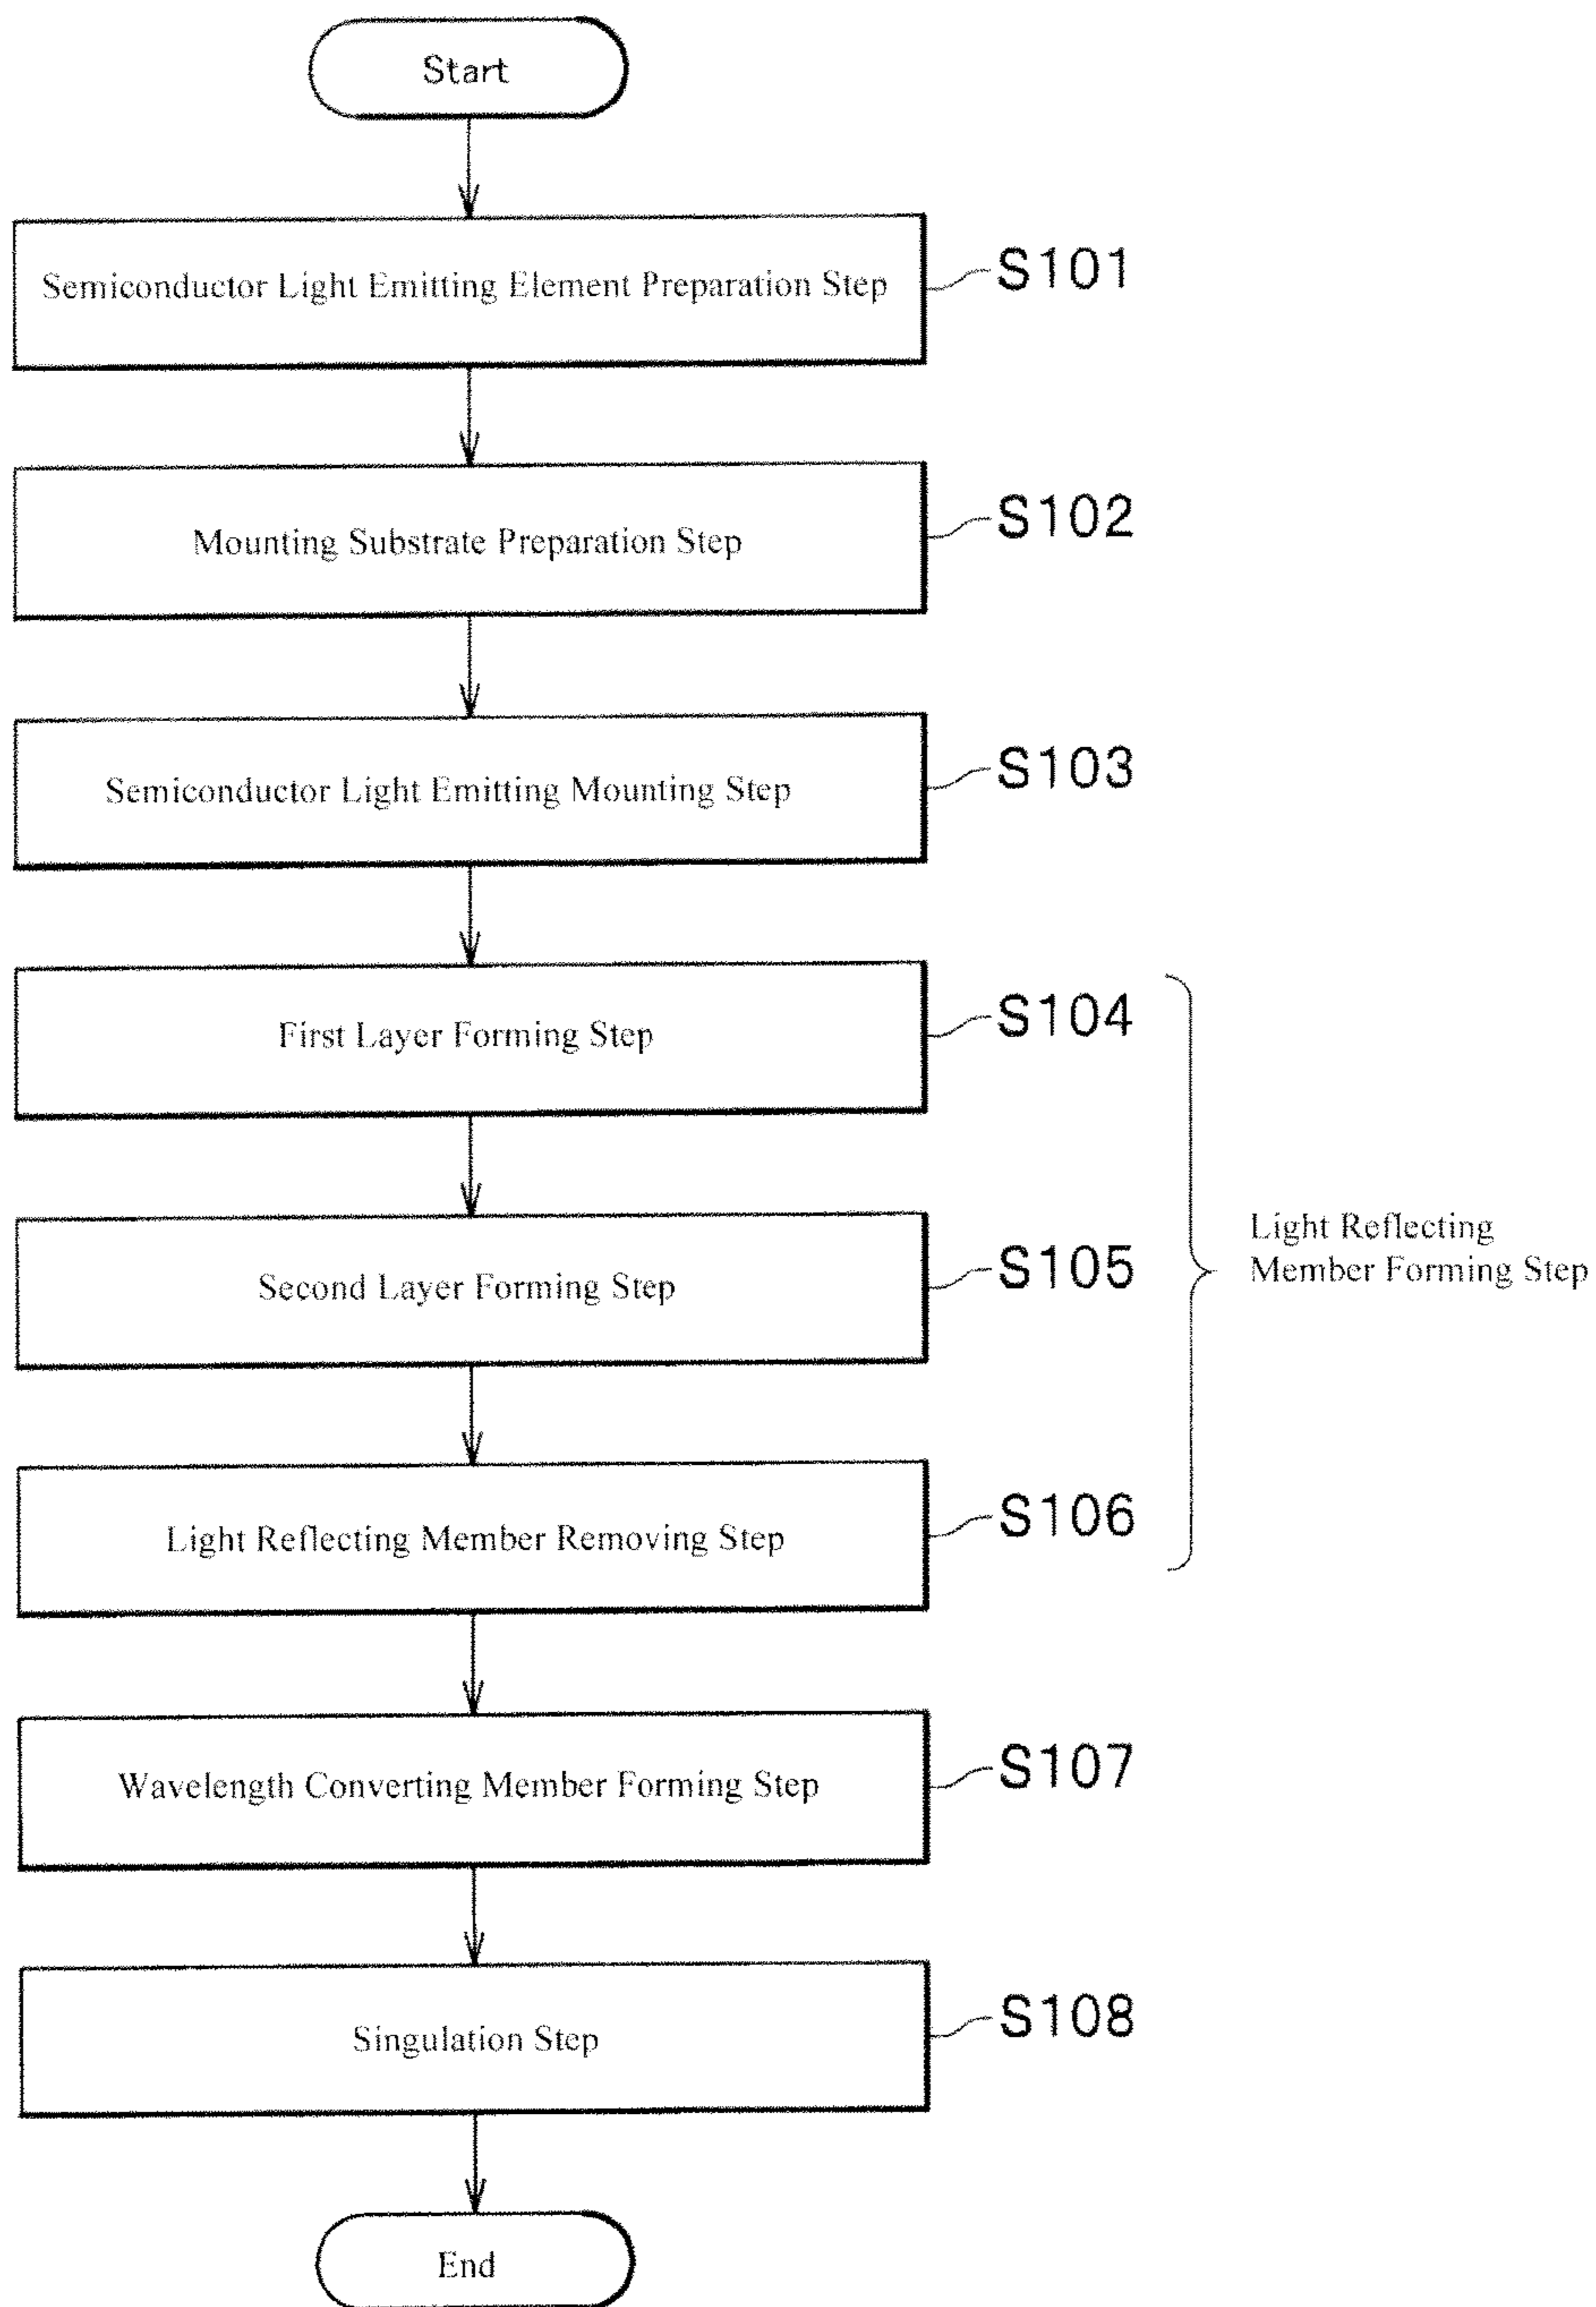 Start
Semiconductor Light Emitting Element Preparation Step
S101
Mounting Substrate Preparation Step
S102
Semiconductor Light Emitting Mounting Step
S103
First Layer Forming Step
S104
Second Layer Forming Step
S105
Light Reflecting
Member Forming Step
Light Reflecting Member Removing Step
S106
Wavelength Converting Member Forming Step
S107
Singulation Step
S108
End